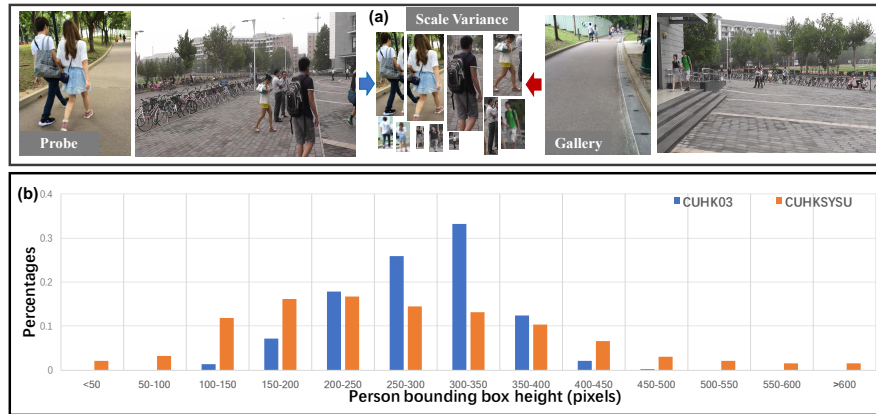 (a)
Scale Variance
Probe
Gallery
(b)
CUHK03
CUHKSYSU
Percentages
0.4
0.3
0.2
0.1
0
<50
50-100
100-150
150-200
200-250
250-300
300-350
350-400
400-450
450-500
500-550
550-600
>600
Person bounding box height (pixels)